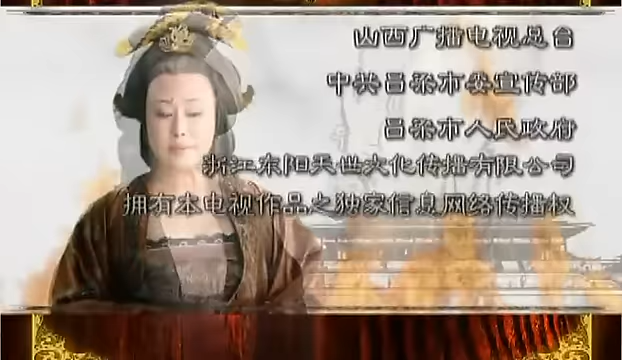 山西广播电视总台
中共吕梁市委宣传部
吕梁市人民政府
浙江东阳天世文化传播有限公司
拥有本电视作品之独家信息网络传播权